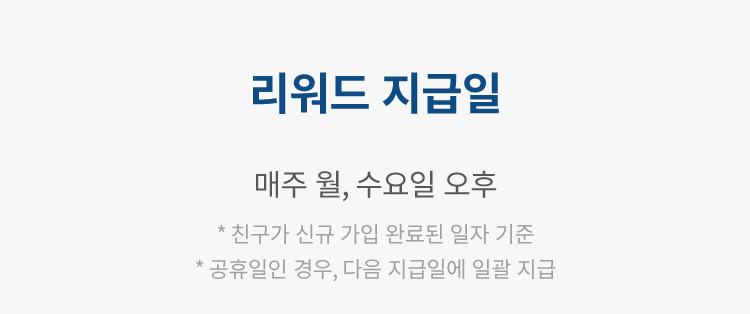 리워드 지급일
매주 월, 수요일 오후
* 친구가 신규 가입 완료된 일자 기준
* 공휴일인 경우, 다음 지급일에 일괄 지급